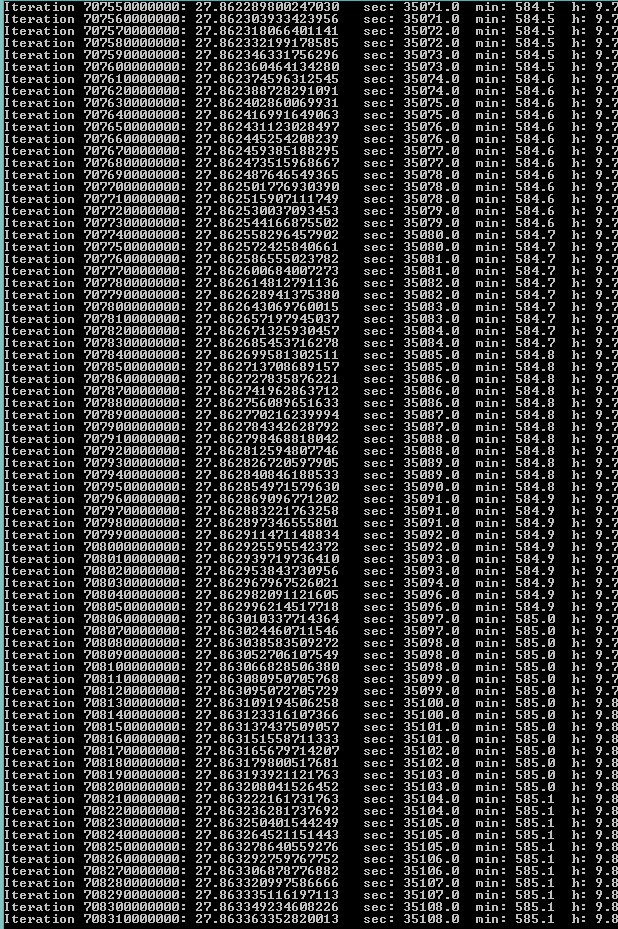 Iteration 707550000000: 27.862289800247030 sec: 35071.0 min: 584.5 h: 9.7
Iteration 707560000000: 27.862303933423956 sec: 35071.0 min: 584.5 h: 9.7
Iteration 707570000000: 27.862318066401141 sec: 35072.0 min: 584.5 h: 9.7
Iteration 707580000000: 27.862332199178585 sec: 35072.0 min: 584.5 h: 9.7
Iteration 707590000000: 27.862346331756296 sec: 35073.0 min: 584.5 h: 9.7
Iteration 707600000000: 27.862360464134280 sec: 35073.0 min: 584.5 h: 9.7
Iteration 707610000000: 27.862374596312545 sec: 35074.0 min: 584.6 h: 9.7
Iteration 707620000000: 27.862388728291091 sec: 35074.0 min: 584.6 h: 9.7
Iteration 707630000000: 27.862402860069931 sec: 35075.0 min: 584.6 h: 9.7
Iteration 707640000000: 27.862416991649063 sec: 35075.0 min: 584.6 h: 9.7
Iteration 707650000000: 27.862431123028497 sec: 35076.0 min: 584.6 h: 9.7
Iteration 707660000000: 27.862445254208239 sec: 35076.0 min: 584.6 h: 9.7
Iteration 707670000000: 27.862459385188295 sec: 35077.0 min: 584.6 h: 9.7
Iteration 707680000000: 27.862473515968667 sec: 35077.0 min: 584.6 h: 9.7
Iteration 707690000000: 27.862487646549365 sec: 35078.0 min: 584.6 h: 9.7
Iteration 707700000000: 27.862501776930390 sec: 35078.0 min: 584.6 h: 9.7
Iteration 707710000000: 27.862515907111749 sec: 35078.0 min: 584.6 h: 9.7
Iteration 707720000000: 27.862530037093453 sec: 35079.0 min: 584.6 h: 9.7
Iteration 707730000000: 27.862544166875502 sec: 35079.0 min: 584.6 h: 9.7
Iteration 707740000000: 27.862558296457902 sec: 35080.0 min: 584.7 h: 9.7
Iteration 707750000000: 27.862572425840661 sec: 35080.0 min: 584.7 h: 9.7
Iteration 707760000000: 27.862586555023782 sec: 35081.0 min: 584.7 h: 9.7
Iteration 707770000000: 27.862600684007273 sec: 35081.0 min: 584.7 h: 9.7
Iteration 707780000000: 27.862614812791136 sec: 35082.0 min: 584.7 h: 9.7
Iteration 707790000000: 27.862628941375380 sec: 35082.0 min: 584.7 h: 9.7
Iteration 707800000000: 27.862643069760015 sec: 35083.0 min: 584.7 h: 9.7
Iteration 707810000000: 27.862657197945037 sec: 35083.0 min: 584.7 h: 9.7
Iteration 707820000000: 27.862671325930457 sec: 35084.0 min: 584.7 h: 9.7
Iteration 707830000000: 27.862685453716278 sec: 35084.0 min: 584.7 h: 9.7
Iteration 707840000000: 27.862699581302511 sec: 35085.0 min: 584.8 h: 9.7
Iteration 707850000000: 27.862713708689157 sec: 35085.0 min: 584.8 h: 9.7
Iteration 707860000000: 27.862727835876221 sec: 35086.0 min: 584.8 h: 9.7
Iteration 707870000000: 27.862741962863712 sec: 35086.0 min: 584.8 h: 9.7
Iteration 707880000000: 27.862756089651633 sec: 35087.0 min: 584.8 h: 9.7
Iteration 707890000000: 27.862770216239994 sec: 35087.0 min: 584.8 h: 9.7
Iteration 707900000000: 27.862784342628792 sec: 35087.0 min: 584.8 h: 9.7
Iteration 707910000000: 27.862798468818042 sec: 35088.0 min: 584.8 h: 9.7
Iteration 707920000000: 27.862812594807746 sec: 35088.0 min: 584.8 h: 9.7
Iteration 707930000000: 27.862826720597905 sec: 35089.0 min: 584.8 h: 9.7
Iteration 707940000000: 27.862840846188533 sec: 35089.0 min: 584.8 h: 9.7
Iteration 707950000000: 27.862854971579630 sec: 35090.0 min: 584.8 h: 9.7
Iteration 707960000000: 27.862869096771202 sec: 35091.0 min: 584.9 h: 9.7
Iteration 707970000000: 27.862883221763258 sec: 35091.0 min: 584.9 h: 9.7
Iteration 707980000000: 27.862897346555801 sec: 35091.0 min: 584.9 h: 9.7
Iteration 707990000000: 27.862911471148834 sec: 35092.0 min: 584.9 h: 9.7
Iteration 708000000000: 27.862925595542372 sec: 35092.0 min: 584.9 h: 9.7
Iteration 708010000000: 27.862939719736410 sec: 35093.0 min: 584.9 h: 9.7
Iteration 708020000000: 27.862953843730956 sec: 35093.0 min: 584.9 h: 9.7
Iteration 708030000000: 27.862967967526021 sec: 35094.0 min: 584.9 h: 9.7
Iteration 708040000000: 27.862982091121605 sec: 35096.0 min: 584.9 h: 9.7
Iteration 708050000000: 27.862996214517718 sec: 35096.0 min: 584.9 h: 9.7
Iteration 708060000000: 27.863010337714364 sec: 35097.0 min: 585.0 h: 9.7
Iteration 708070000000: 27.863024460711546 sec: 35097.0 min: 585.0 h: 9.7
Iteration 708080000000: 27.863038583509272 sec: 35098.0 min: 585.0 h: 9.7
Iteration 708090000000: 27.863052706107549 sec: 35098.0 min: 585.0 h: 9.7
Iteration 708100000000: 27.863066828506380 sec: 35098.0 min: 585.0 h: 9.7
Iteration 708110000000: 27.863080950705768 sec: 35099.0 min: 585.0 h: 9.7
Iteration 708120000000: 27.863095072705729 sec: 35099.0 min: 585.0 h: 9.7
Iteration 708130000000: 27.863109194506258 sec: 35100.0 min: 585.0 h: 9.8
Iteration 708140000000: 27.863123316107366 sec: 35100.0 min: 585.0 h: 9.8
Iteration 708150000000: 27.863137437509057 sec: 35101.0 min: 585.0 h: 9.8
Iteration 708160000000: 27.863151558711333 sec: 35101.0 min: 585.0 h: 9.8
Iteration 708170000000: 27.863165679714207 sec: 35102.0 min: 585.0 h: 9.8
Iteration 708180000000: 27.863179800517681 sec: 35102.0 min: 585.0 h: 9.8
Iteration 708190000000: 27.863193921121763 sec: 35103.0 min: 585.0 h: 9.8
Iteration 708200000000: 27.863208041526452 sec: 35103.0 min: 585.0 h: 9.8
Iteration 708210000000: 27.863222161731763 sec: 35104.0 min: 585.1 h: 9.8
Iteration 708220000000: 27.863236281737692 sec: 35104.0 min: 585.1 h: 9.8
Iteration 708230000000: 27.863250401544249 sec: 35105.0 min: 585.1 h: 9.8
Iteration 708240000000: 27.863264521151443 sec: 35105.0 min: 585.1 h: 9.8
Iteration 708250000000: 27.863278640559276 sec: 35105.0 min: 585.1 h: 9.8
Iteration 708260000000: 27.863292759767752 sec: 35106.0 min: 585.1 h: 9.8
Iteration 708270000000: 27.863306878776882 sec: 35106.0 min: 585.1 h: 9.8
Iteration 708280000000: 27.863320997586666 sec: 35107.0 min: 585.1 h: 9.8
Iteration 708290000000: 27.863335116197113 sec: 35107.0 min: 585.1 h: 9.8
Iteration 708300000000: 27.863349234608226 sec: 35108.0 min: 585.1 h: 9.8
Iteration 708310000000: 27.863363352820013 sec: 35108.0 min: 585.1 h: 9.8